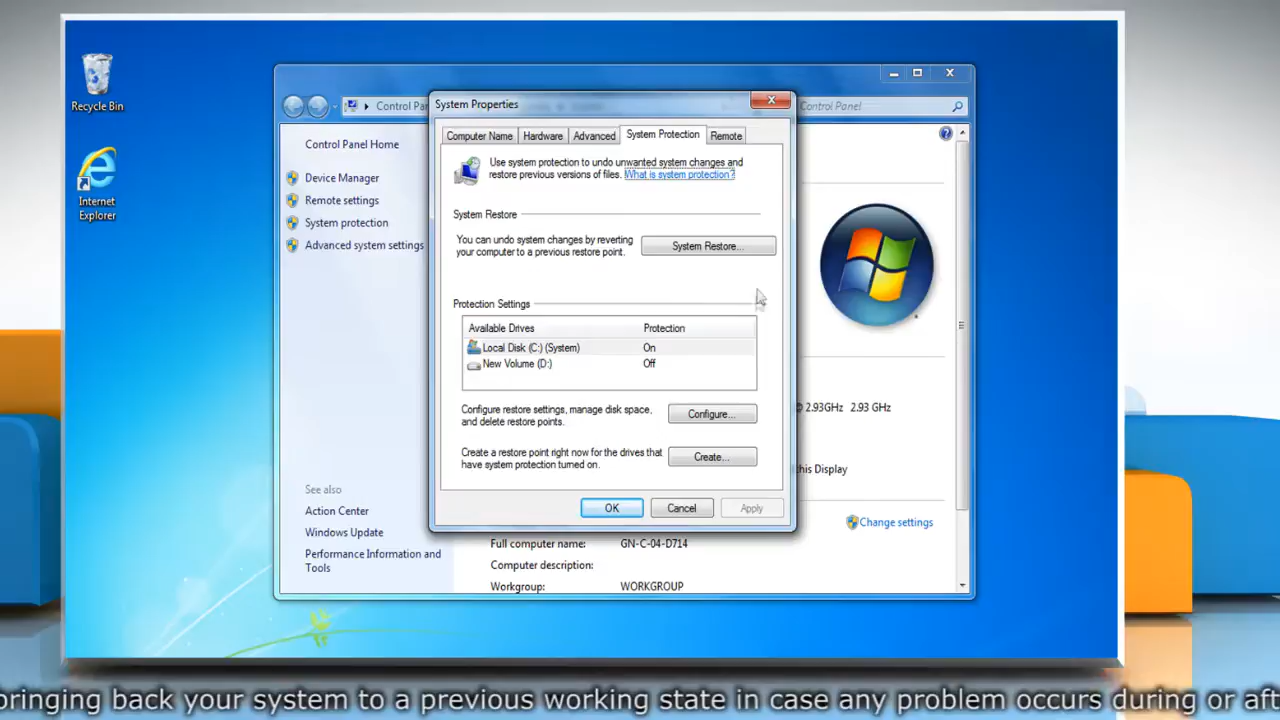 Recycle Bin
Internet
Explorer
Control Pa
Control Panel
Control Panel Home
Device Manager
Remote settings
System protection
Advanced system settings
See also
Action Center
Windows Update
Performance Information and
Tools
System Properties
Computer Name
Hardware
Advanced
System Protection
Remote
Use system protection to undo unwanted system changes and
restore previous versions of files. What is system protection?
System Restore
You can undo system changes by reverting
your computer to a previous restore point.
System Restore...
Protection Settings
Available Drives Protection
Local Disk (C:) (System) On
New Volume (D:) Off
Configure restore settings, manage disk space,
and delete restore points.
Configure...
Create a restore point right now for the drives that
have system protection turned on.
Create...
OK
Cancel
Apply
@ 2.93GHz 2.93 GHz
this Display
Change settings
Full computer name: GN-C-04-D714
Computer description:
Workgroup: WORKGROUP
bringing back your system to a previous working state in case any problem occurs during or aft